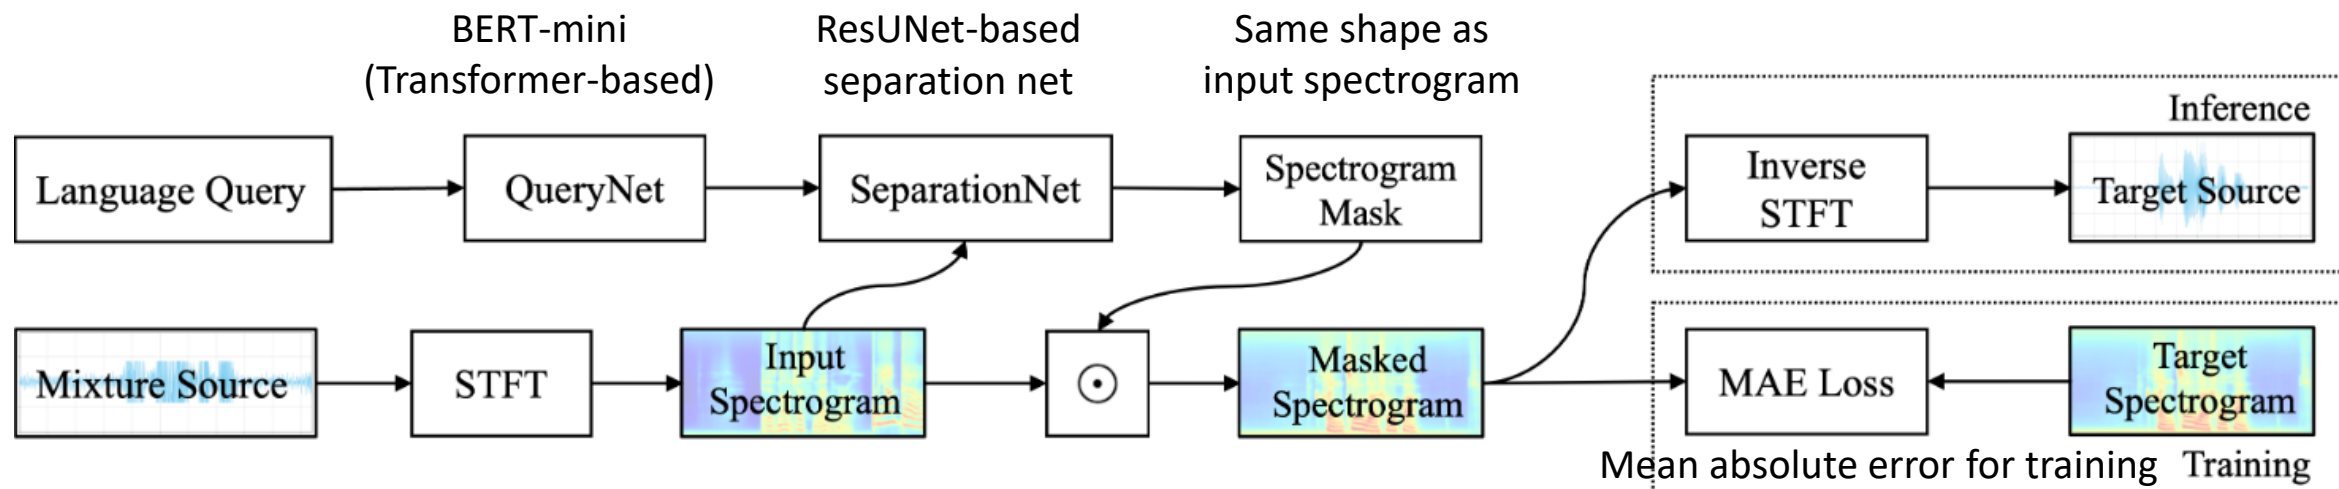 BERT-mini
(Transformer-based)
ResUNet-based
separation net
Same shape as
input spectrogram
Inference
Language Query
QueryNet
SeparationNet
Spectrogram
Mask
Inverse
STFT
Target Source
Mixture Source
STFT
Input
Spectrogram
Masked
Spectrogram
MAE Loss
Target
Spectrogram
Mean absolute error for training
Training